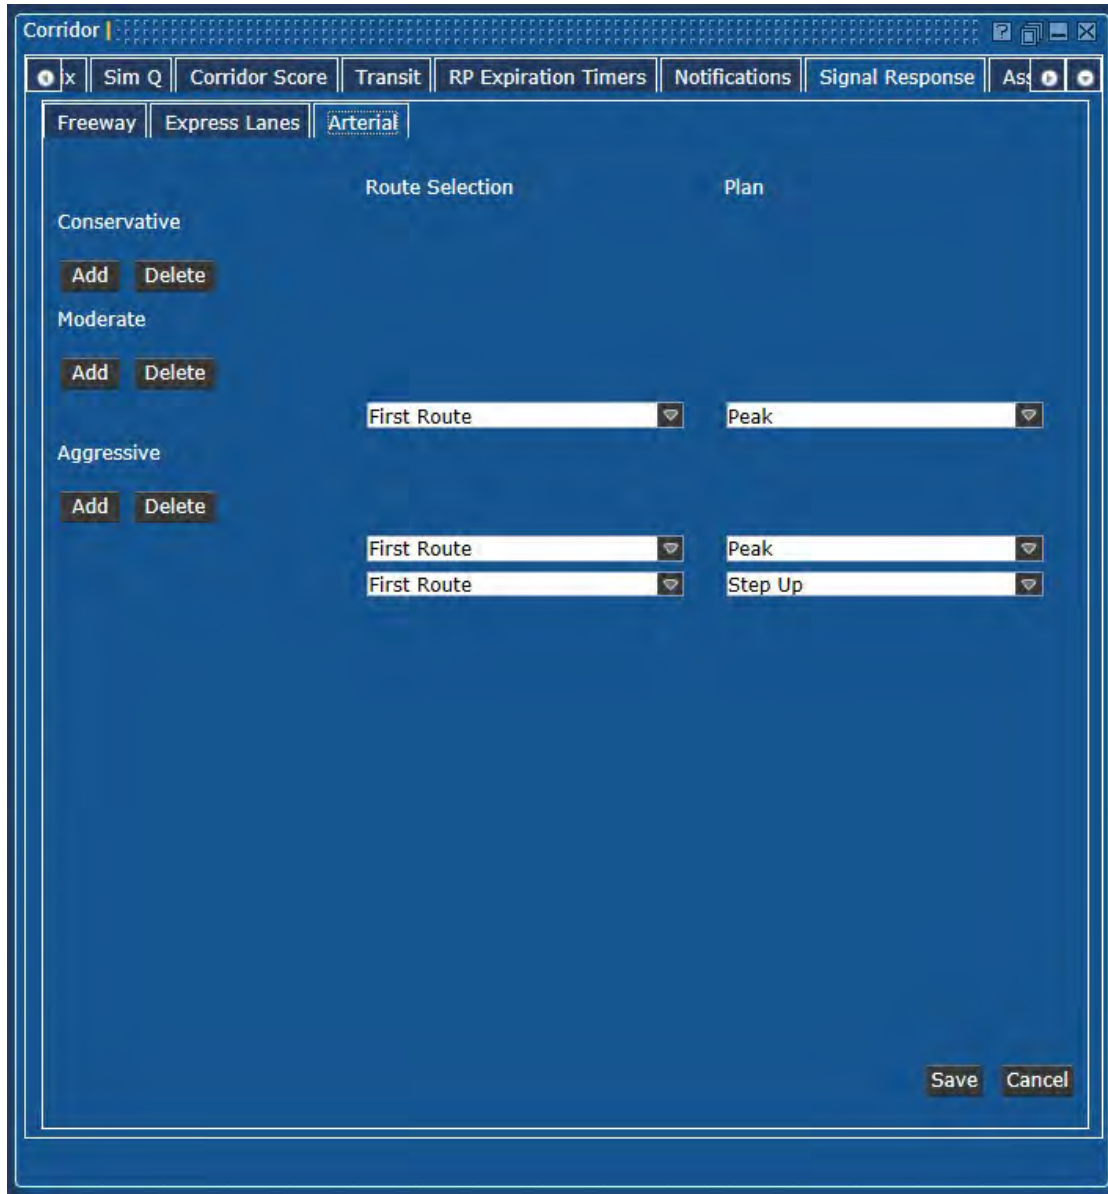 Corridor
ix Sim Q Corridor Score Transit RP Expiration Timers Notifications Signal Response
Freeway Express Lanes Arterial
Route Selection Plan
Conservative
Add Delete
Moderate
Add Delete
First Route Peak
Aggressive
Add Delete
First Route Peak
First Route Step Up
Save Cancel